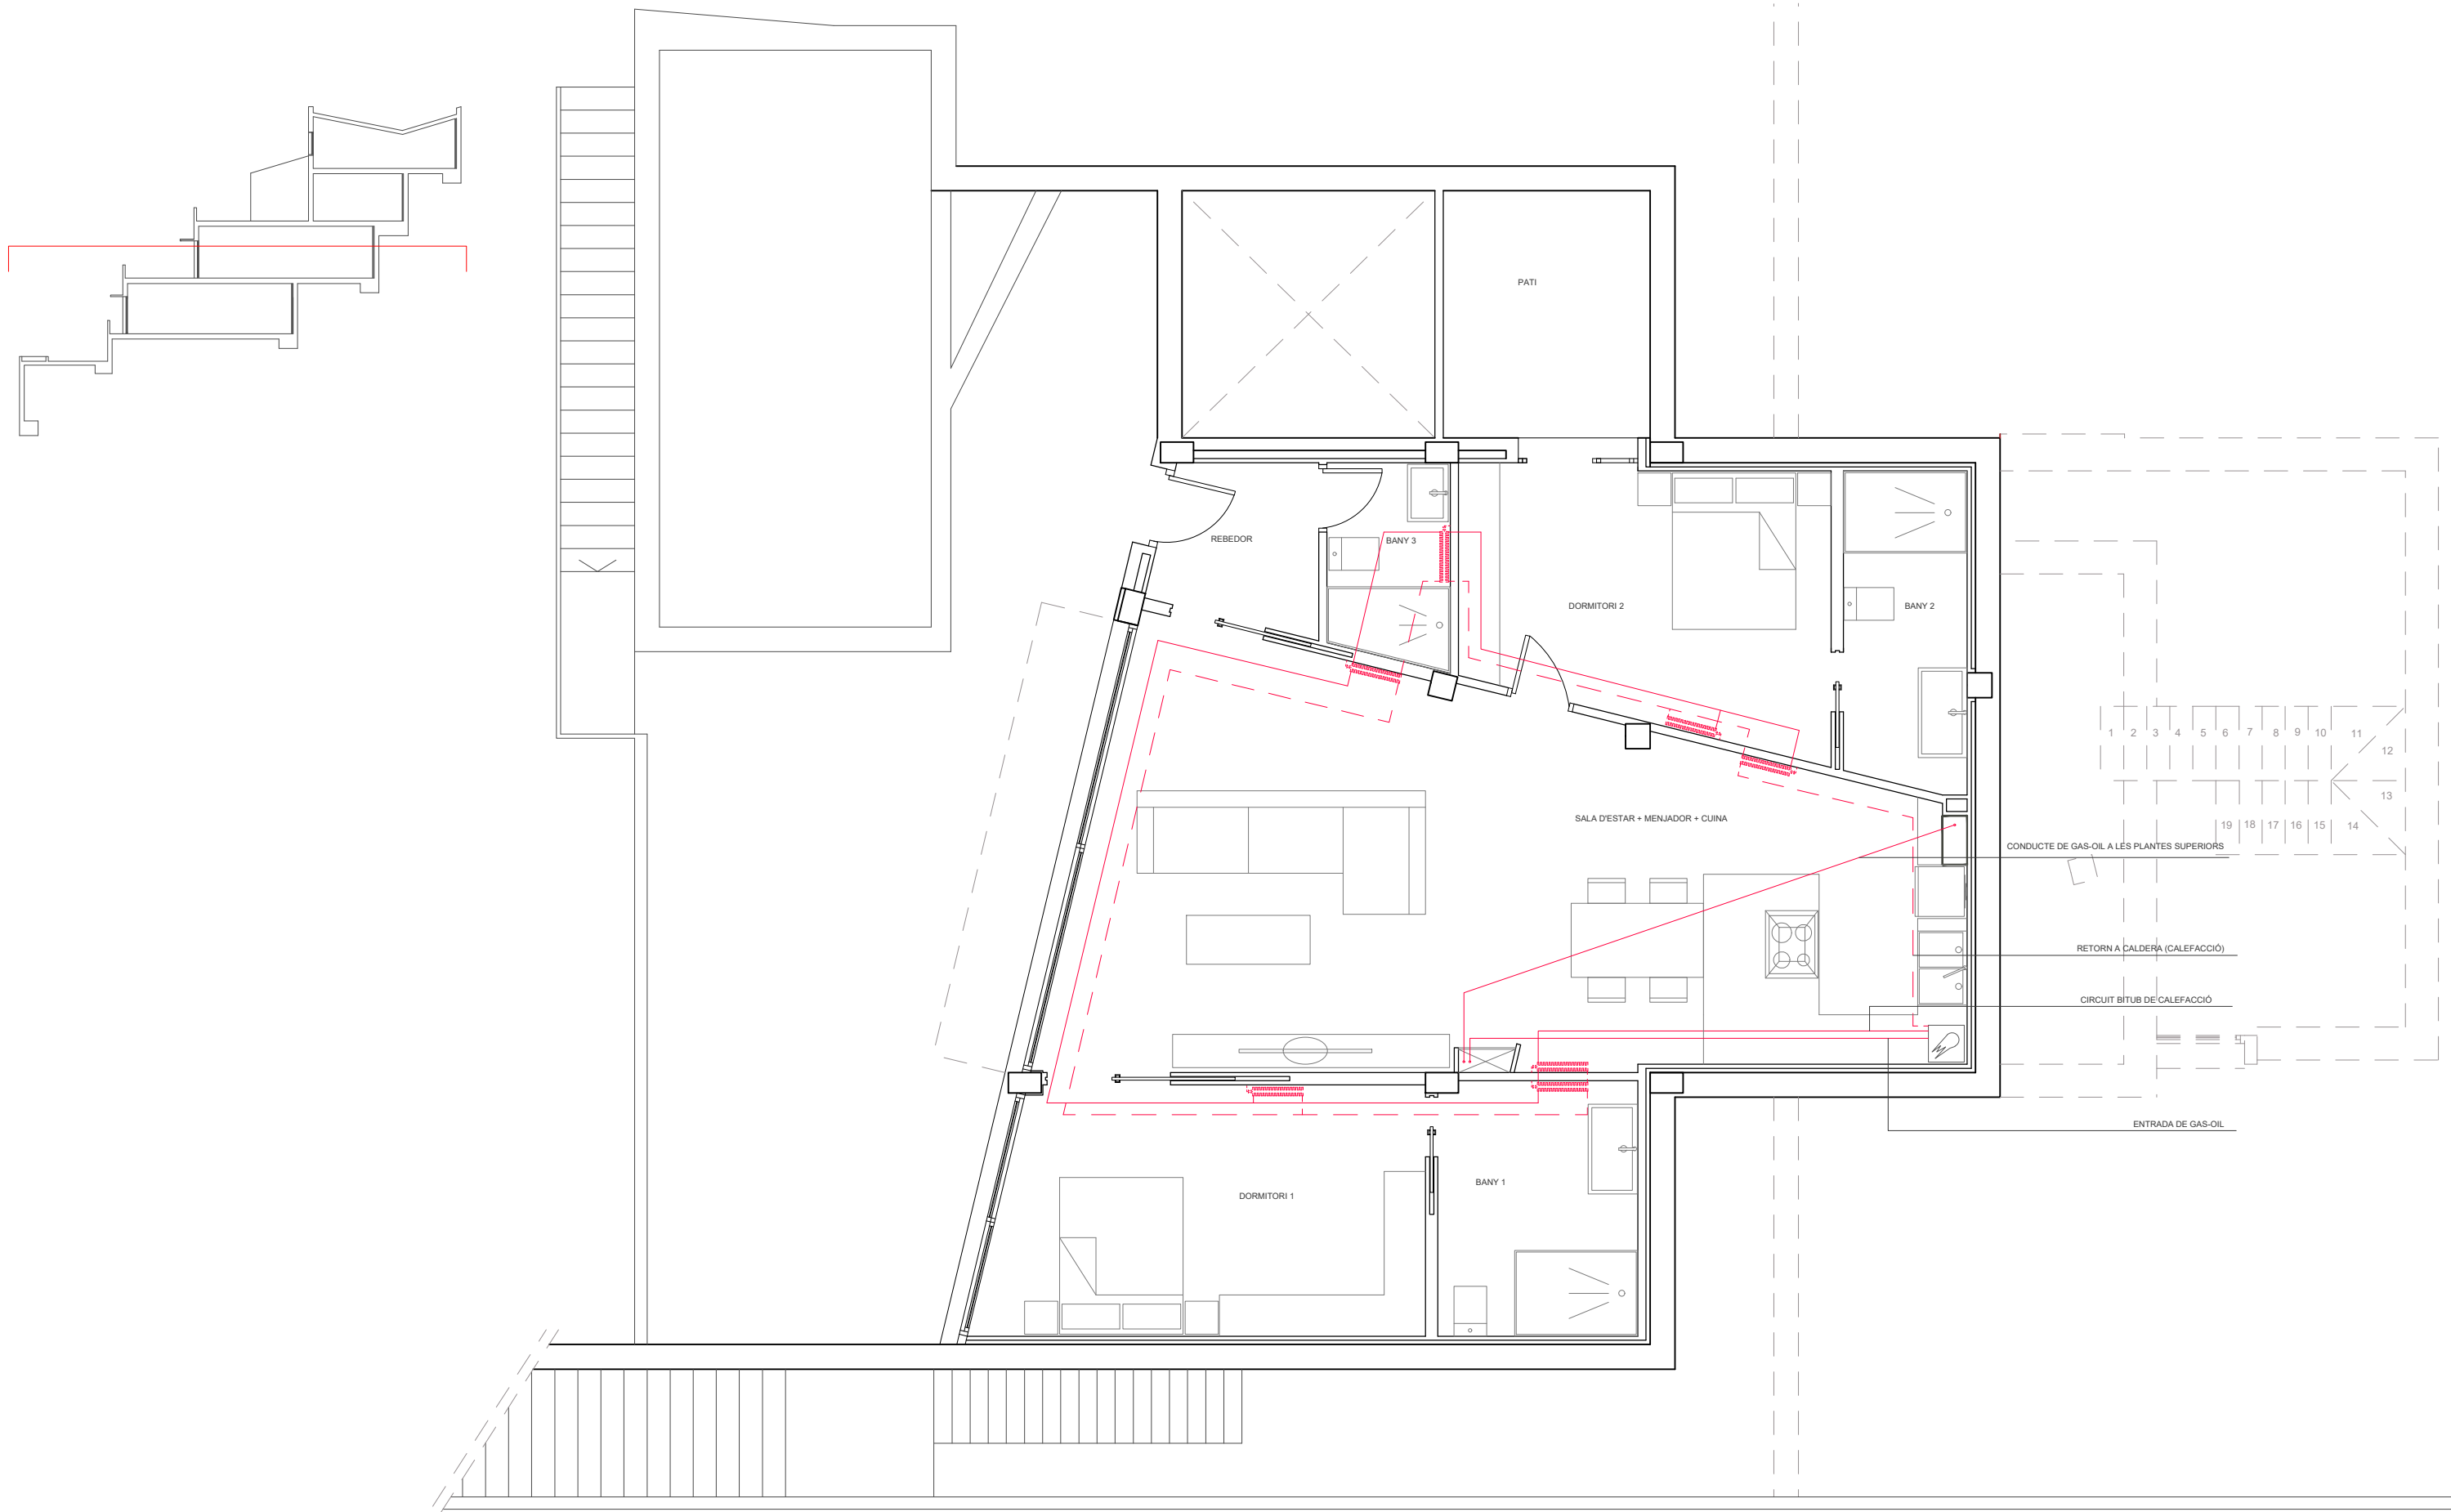 PATI
REBEDOR
BANY 3
DORMITORI 2
BANY 2
1 2 3 4 5 6 7 8 9 10 11
12
13
19 18 17 16 15 14
SALA D'ESTAR + MENJADOR + CUINA
CONDUCTE DE GAS-OIL A LES PLANTES SUPERIORS
RETORN A CALDERA (CALEFACCIÓ)
CIRCUIT BITUB DE CALEFACCIÓ
ENTRADA DE GAS-OIL
BANY 1
DORMITORI 1